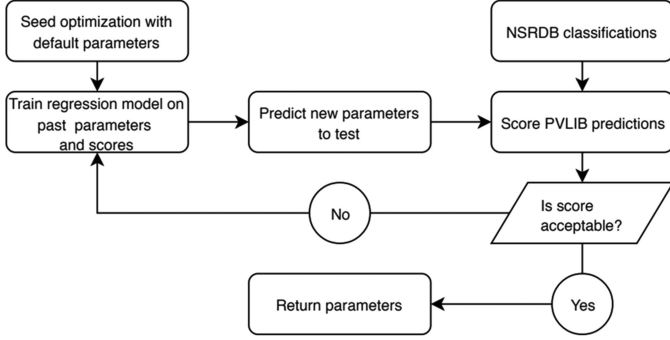 Seed optimization with
default parameters
NSRDB classifications
Train regression model on
past parameters
and scores
Predict new parameters
to test
Score PVLIB predictions
No
Is score
acceptable?
Return parameters
Yes